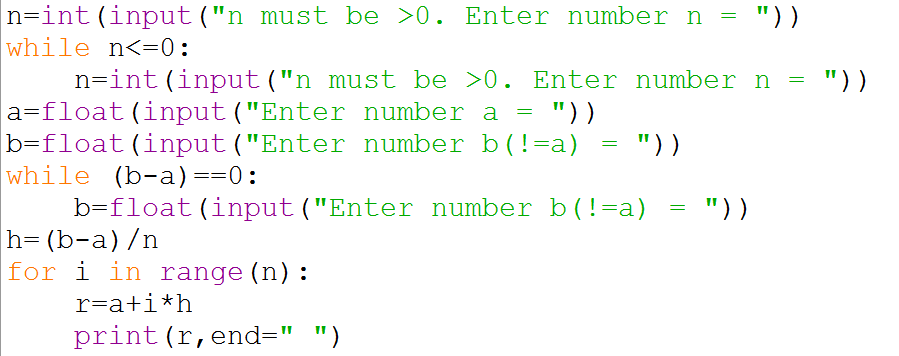 n=int(input("n must be >0. Enter number n = "))
while n<=0:
    n=int(input("n must be >0. Enter number n = "))
a=float(input("Enter number a = "))
b=float(input("Enter number b(!=a) = "))
while (b-a)==0:
    b=float(input("Enter number b(!=a) = "))
h=(b-a)/n
for i in range(n):
    r=a+i*h
    print(r,end=" ")